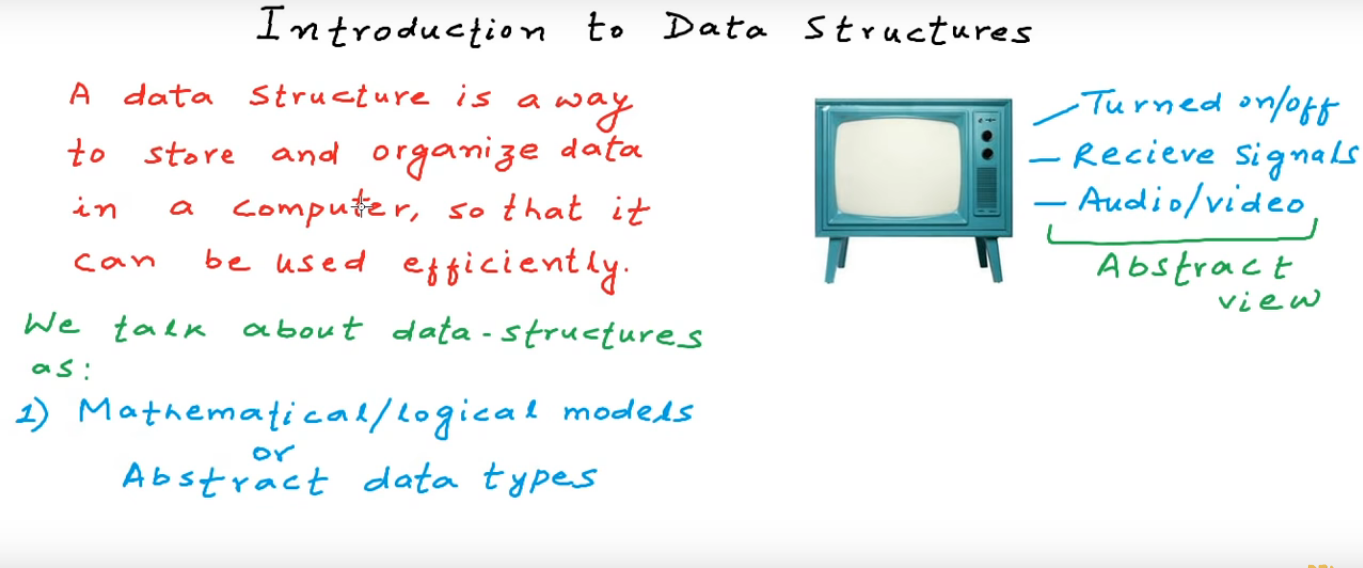 Introduction to Data Structures
A data structure is a way
to store and organize data
in a computer, so that it
can be used efficiently.
We talk about data-structures
as:
1) Mathematical/logical models
or
Abstract data types
Turned on/off
Recieve signals
Audio/video
Abstract
view